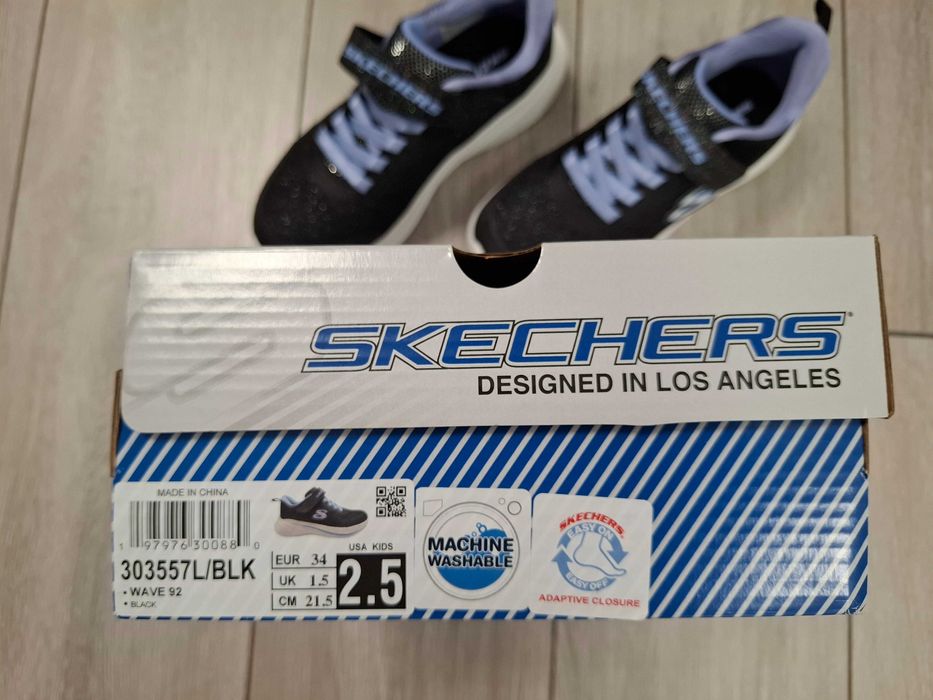 SKECHERS
SKECHERS
SKECHERS
DESIGNED IN LOS ANGELES
MADE IN CHINA
1 97976 30088 0
303557L/BLK
• WAVE 92
• BLACK
USA KIDS
EUR 34
UK 1.5
CM 21.5
2.5
MACHINE
WASHABLE
SKECHERS
EASY ON
EASY OFF
ADAPTIVE CLOSURE